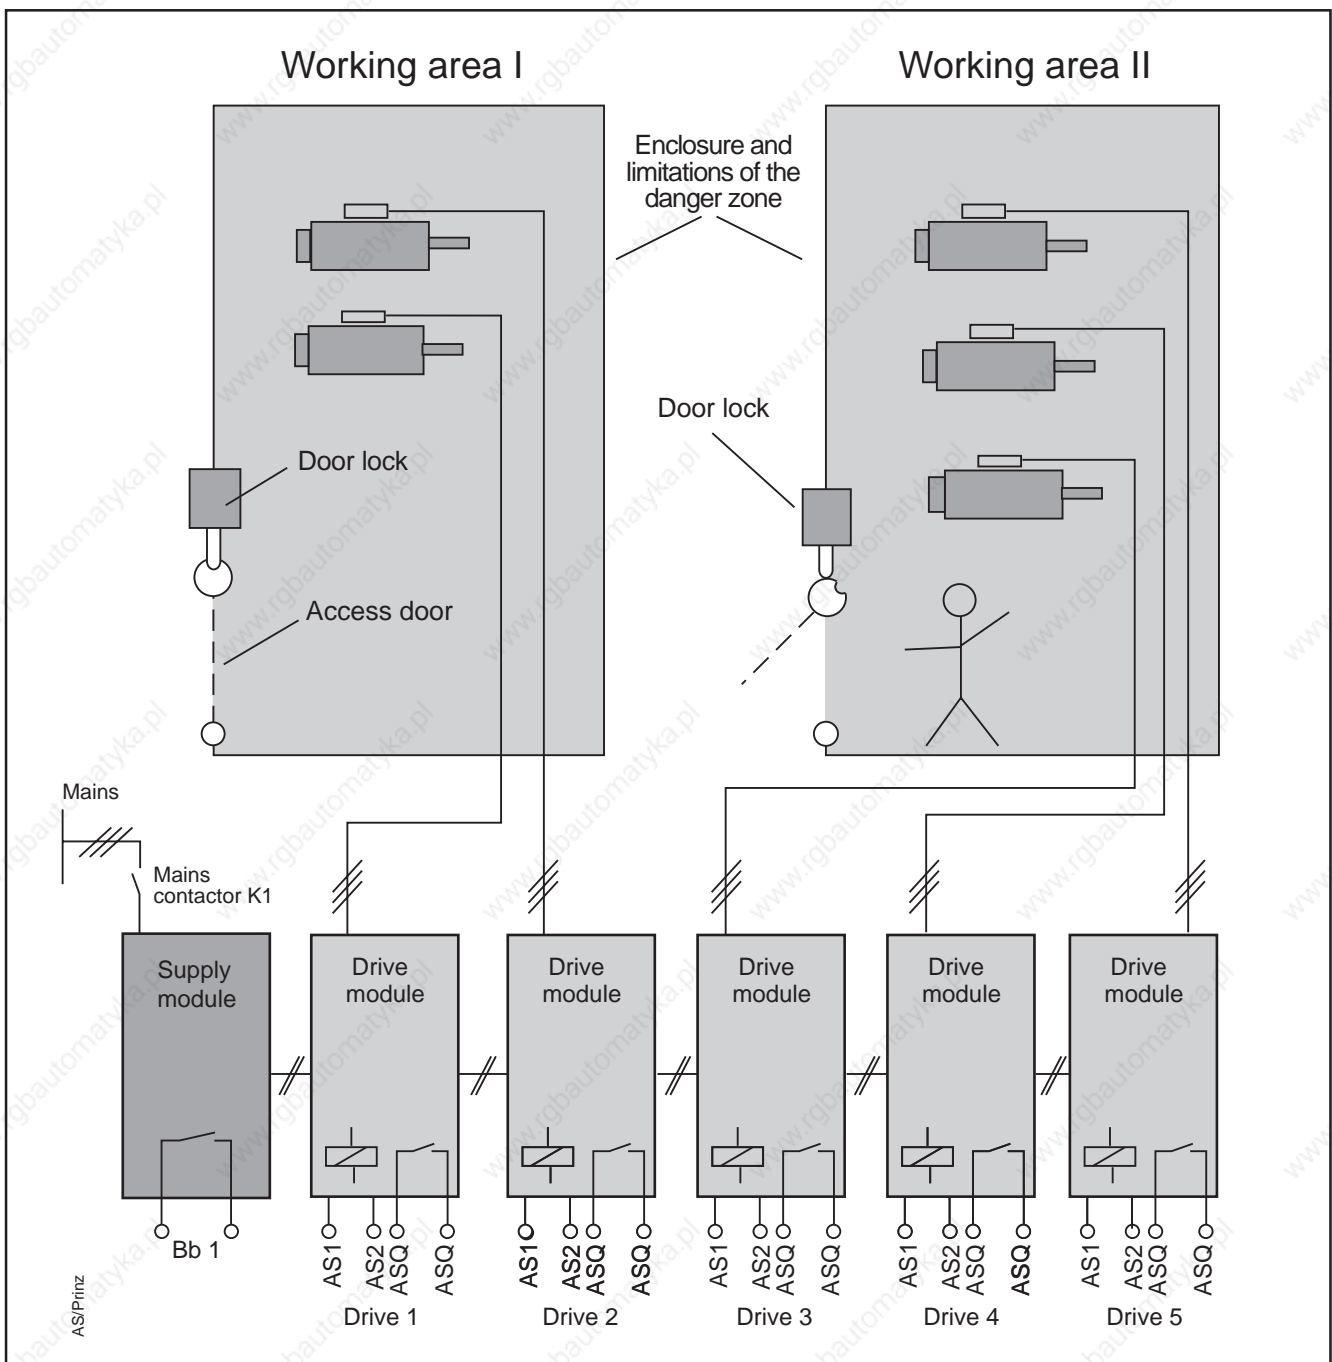 Working area I
Working area II
Enclosure and
limitations of the
danger zone
Door lock
Door lock
Access door
Mains
Mains
contactor K1
Supply
module
Drive
module
Drive
module
Drive
module
Drive
module
Drive
module
Bb 1
AS1
AS2
ASQ
ASQ
AS1
AS2
ASQ
ASQ
AS1
AS2
ASQ
ASQ
AS1
AS2
ASQ
ASQ
AS1
AS2
ASQ
ASQ
Drive 1
Drive 2
Drive 3
Drive 4
Drive 5
AS/Prinz
www.rgbautomatyka.pl